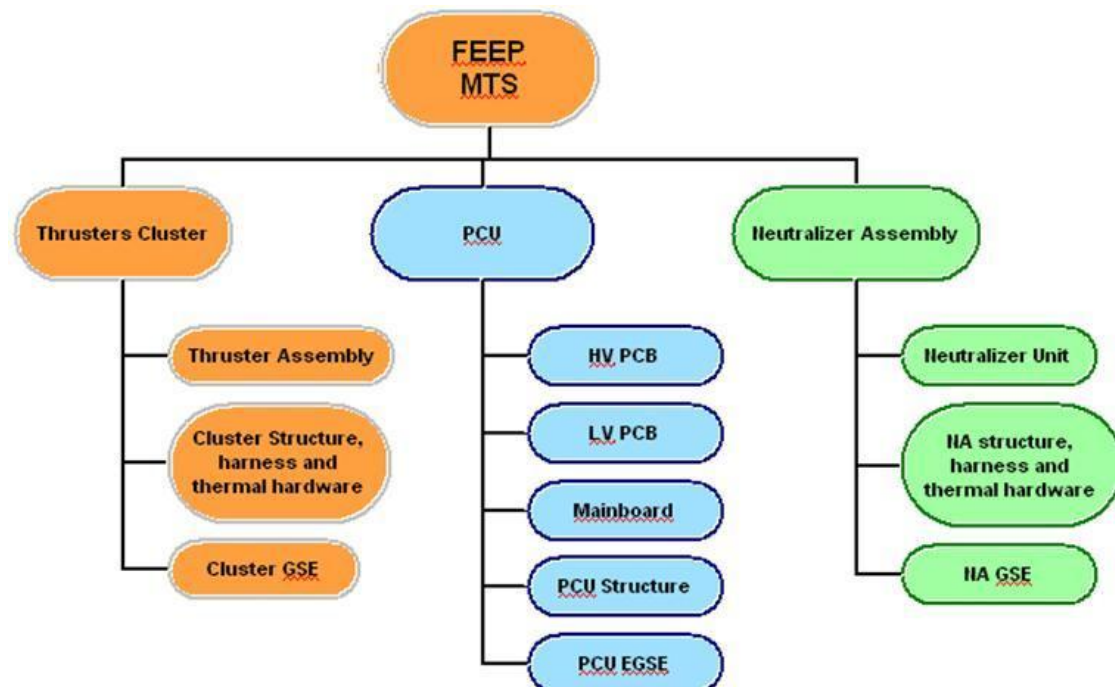 FEEP
MTS
Thrusters Cluster
PCU
Neutralizer Assembly
Thruster Assembly
HV PCB
Neutralizer Unit
LV PCB
Cluster Structure,
harness and
thermal hardware
NA structure,
harness and
thermal hardware
Mainboard
Cluster GSE
PCU Structure
NA GSE
PCU EGSE